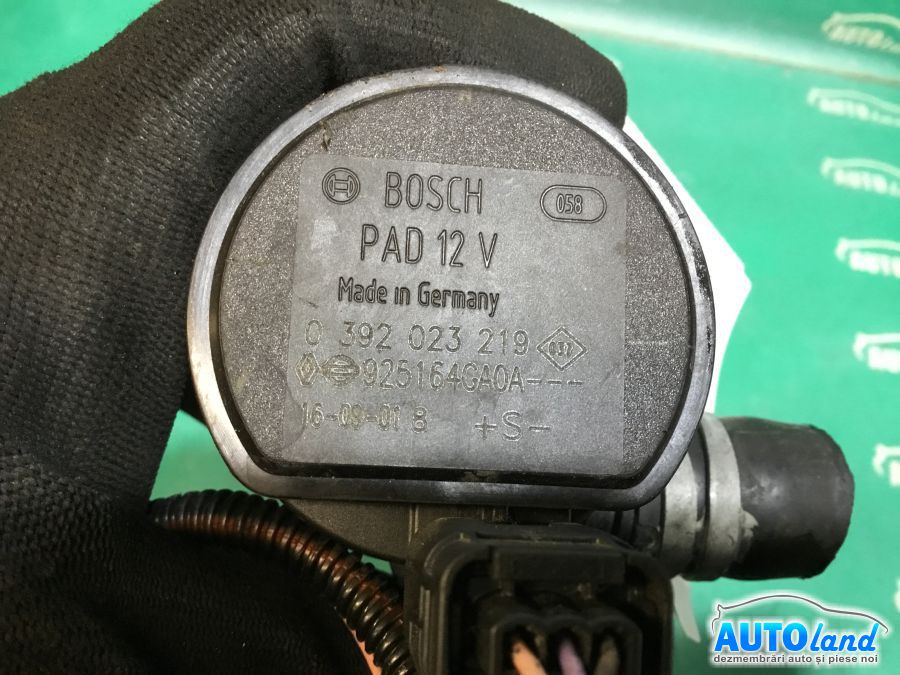 BOSCH
058
PAD 12 V
Made in Germany
0 392 023 219
037
925164GA0A---
16-09-01 8
+S-
AUTOland
dezmembrări auto și piese noi